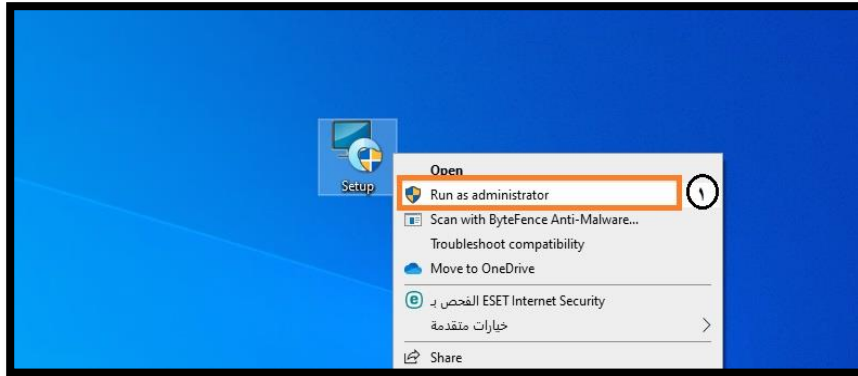 Setup
Open
Run as administrator
١
Scan with ByteFence Anti-Malware...
Troubleshoot compatibility
Move to OneDrive
الفحص بـ ESET Internet Security
خيارات متقدمة
Share